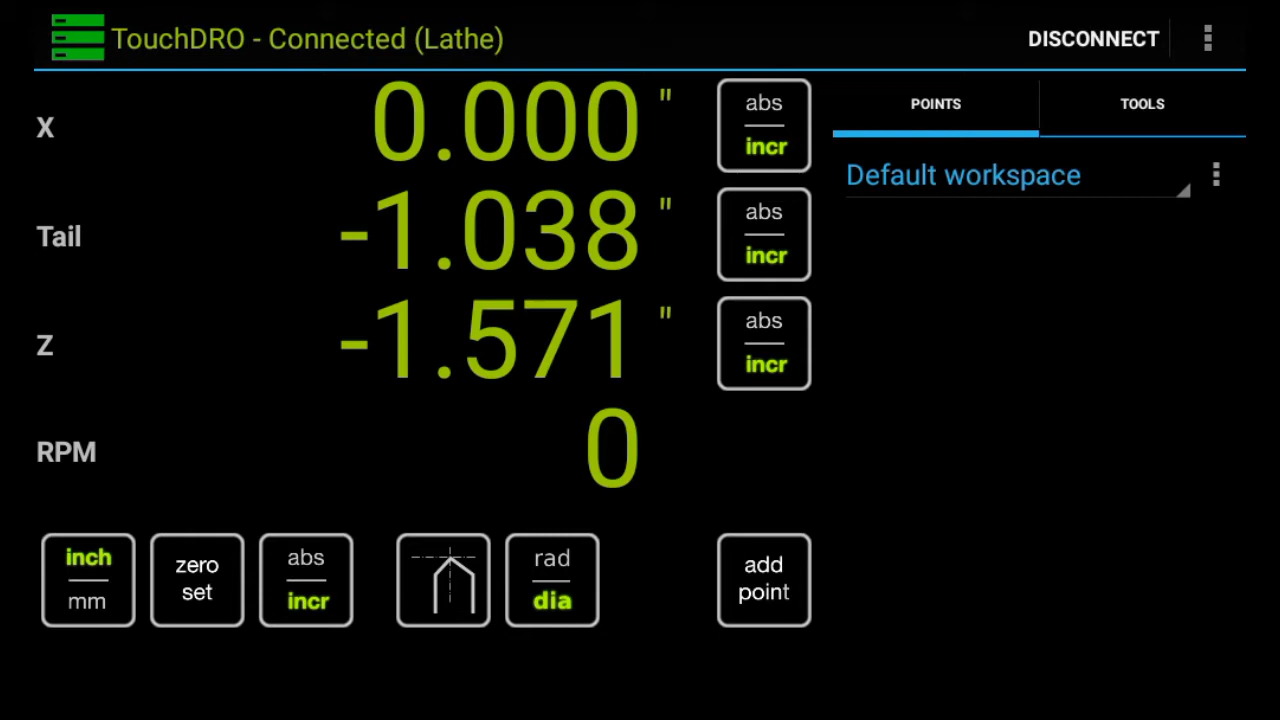 TouchDRO - Connected (Lathe)
DISCONNECT
X
0.000 "
abs
incr
POINTS
TOOLS
Default workspace
Tail
-1.038 "
abs
incr
Z
-1.571 "
abs
incr
RPM
0
inch
mm
zero
set
abs
incr
rad
dia
add
point